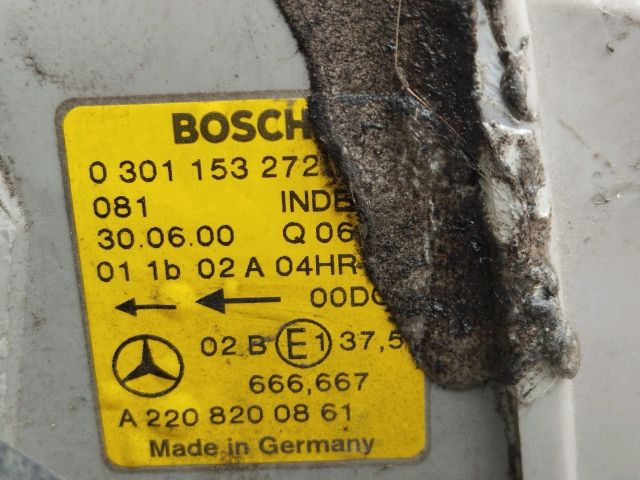 BOSCH
0 301 153 272
081 INDE
30.06.00 Q 06
01 1b 02 A 04HR
00D
02 B E1 37,5
666,667
A 220 820 08 61
Made in Germany